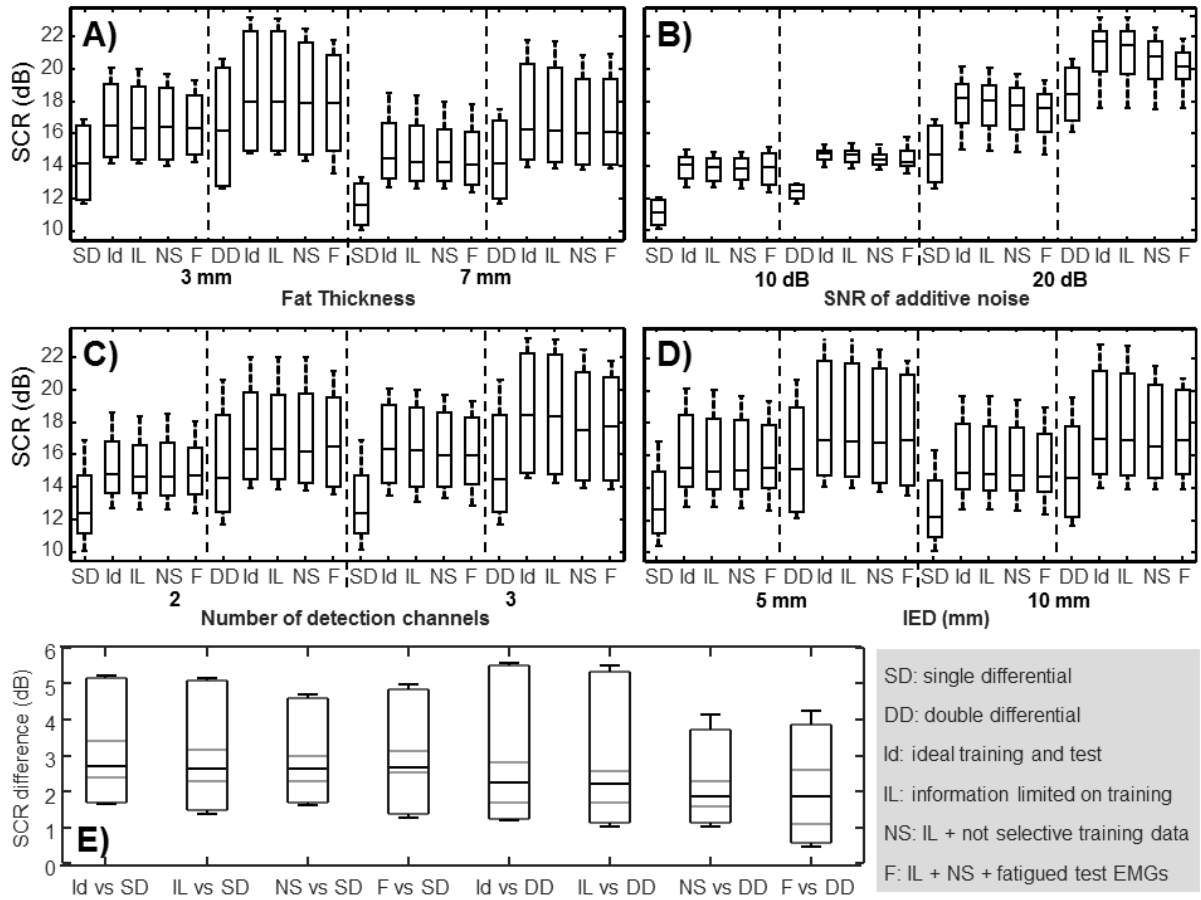 A)
B)
SCR (dB)
22
20
18
16
14
12
10
SD Id IL NS F DD Id IL NS F SD Id IL NS F DD Id IL NS F
SD Id IL NS F DD Id IL NS F SD Id IL NS F DD Id IL NS F
3 mm 7 mm
10 dB 20 dB
Fat Thickness
SNR of additive noise
C)
D)
SCR (dB)
22
20
18
16
14
12
10
SD Id IL NS F DD Id IL NS F SD Id IL NS F DD Id IL NS F
SD Id IL NS F DD Id IL NS F SD Id IL NS F DD Id IL NS F
2 3
5 mm 10 mm
Number of detection channels
IED (mm)
SCR difference (dB)
6
5
4
3
2
1
0
E)
Id vs SD IL vs SD NS vs SD F vs SD Id vs DD IL vs DD NS vs DD F vs DD
SD: single differential
DD: double differential
Id: ideal training and test
IL: information limited on training
NS: IL + not selective training data
F: IL + NS + fatigued test EMGs